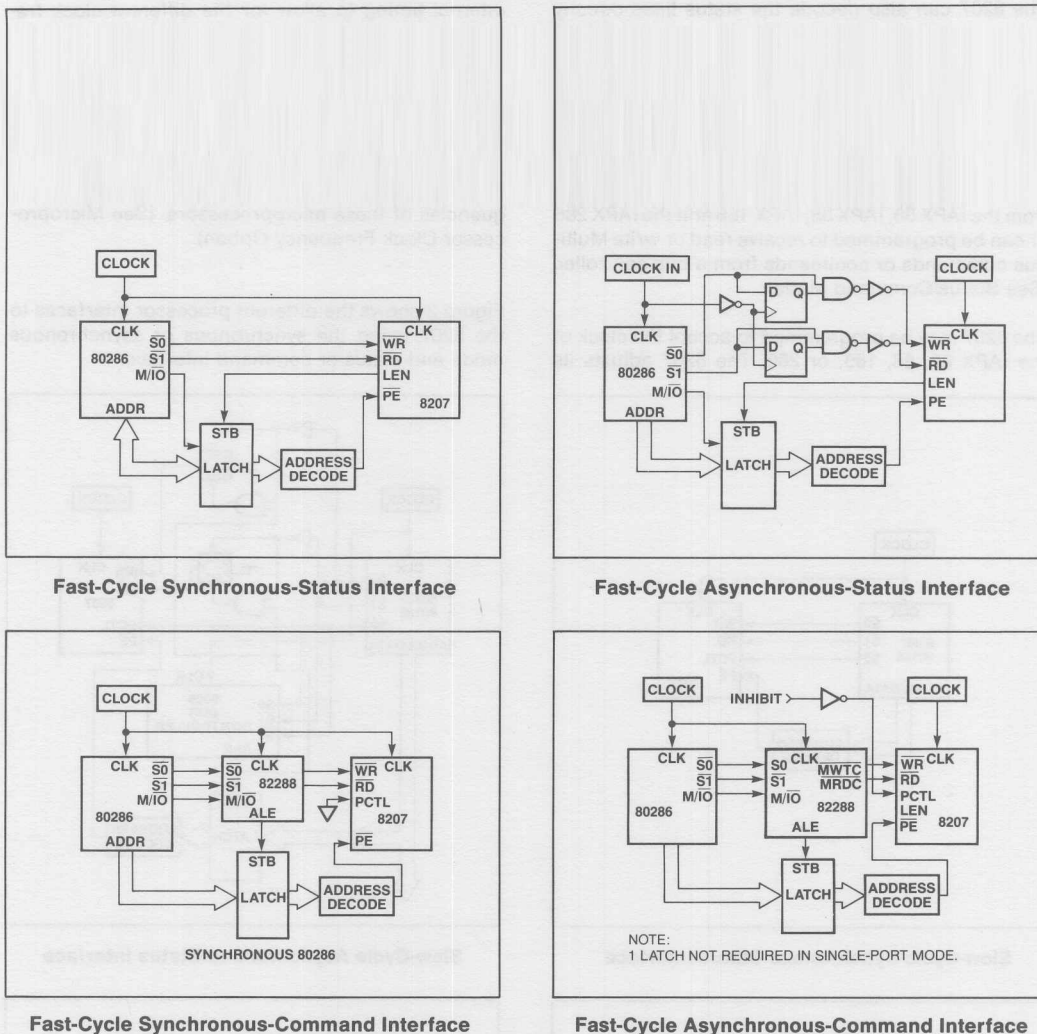 CLOCK
CLK
CLK
S0
S1
M/IO
80286
ADDR
WR
RD
LEN
PE
8207
STB
LATCH
ADDRESS
DECODE
Fast-Cycle Synchronous-Status Interface
CLOCK IN
CLOCK
D Q
D
CLK
CLK
S0
80286 S1
M/IO
ADDR
WR
RD
LEN
PE
STB
LATCH
ADDRESS
DECODE
Fast-Cycle Asynchronous-Status Interface
CLOCK
CLK
S0
S1
M/IO
80286
ADDR
S0 CLK
S1 82288
M/IO
ALE
WR CLK
RD
PCTL
8207
PE
STB
LATCH
ADDRESS
DECODE
SYNCHRONOUS 80286
Fast-Cycle Synchronous-Command Interface
CLOCK
INHIBIT
CLOCK
CLK
S0
S1
M/IO
80286
S0 CLK MWTC
S1 MRDC
M/IO 82288
ALE
CLK
WR
RD
PCTL
LEN
PE 8207
STB
LATCH
ADDRESS
DECODE
NOTE:
1 LATCH NOT REQUIRED IN SINGLE-PORT MODE.
Fast-Cycle Asynchronous-Command Interface